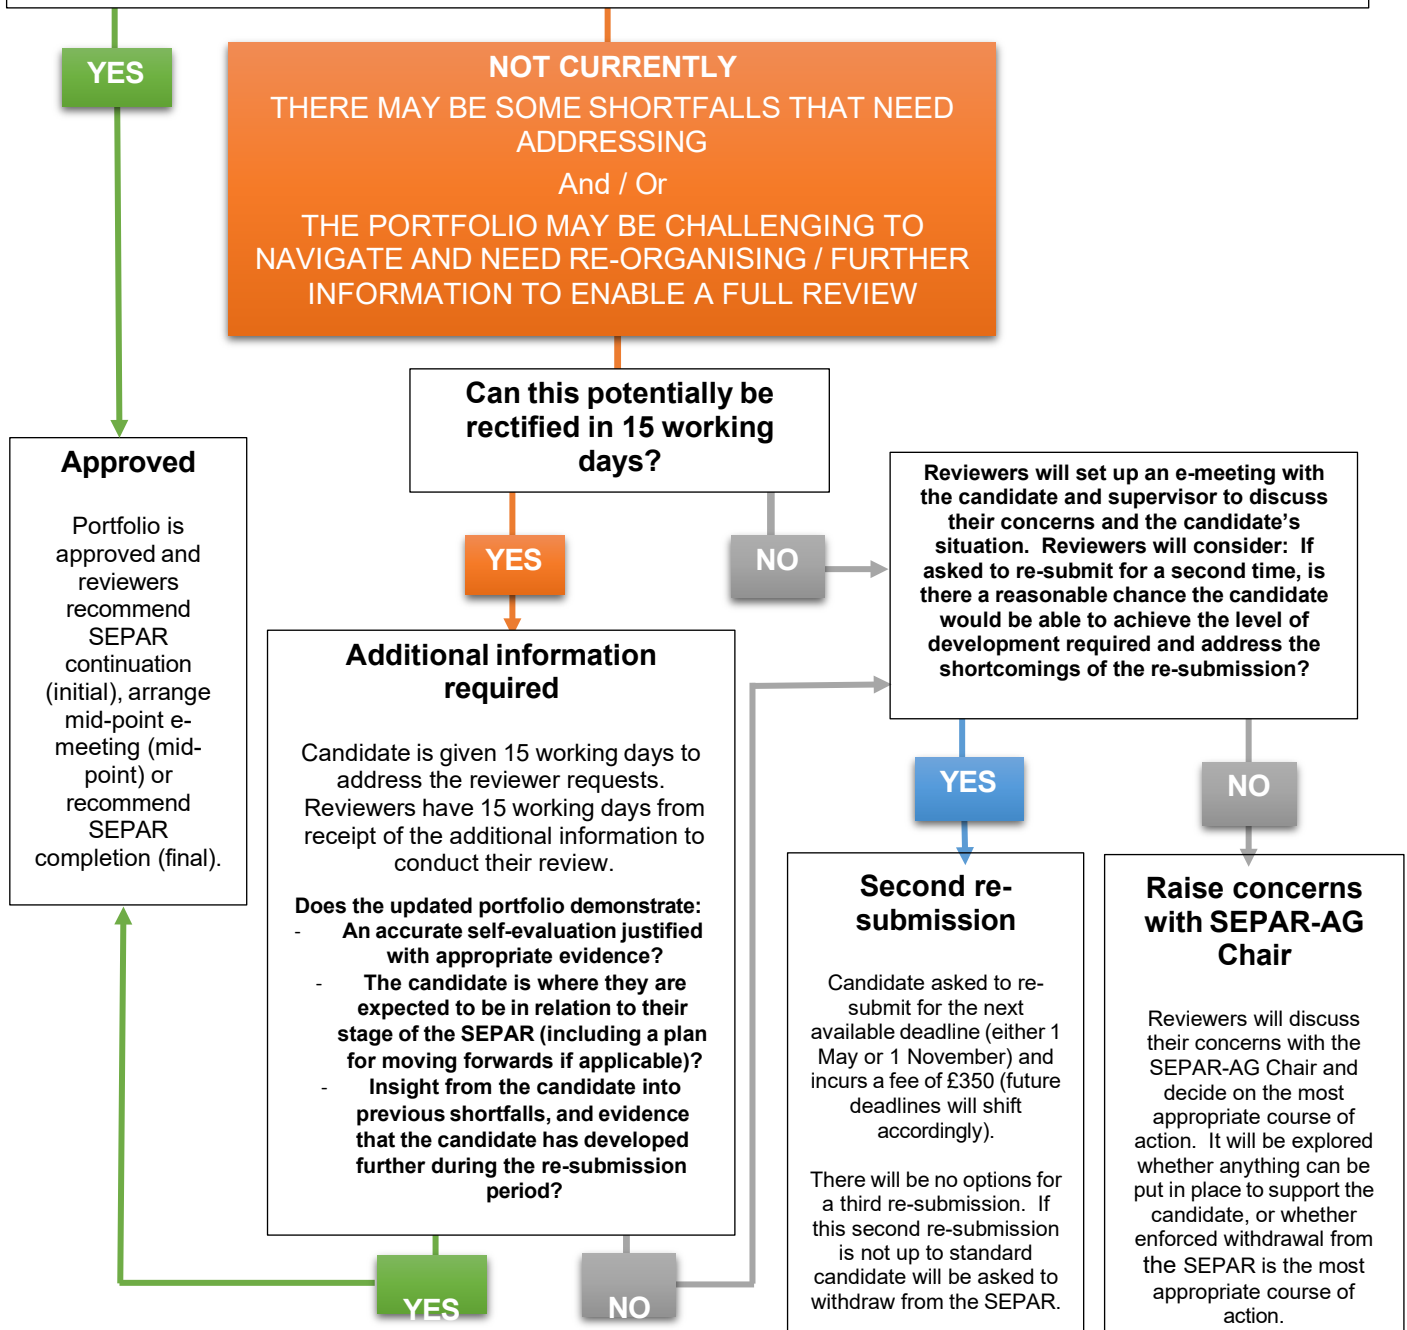 YES
NOT CURRENTLY
THERE MAY BE SOME SHORTFALLS THAT NEED
ADDRESSING
And / Or
THE PORTFOLIO MAY BE CHALLENGING TO
NAVIGATE AND NEED RE-ORGANISING / FURTHER
INFORMATION TO ENABLE A FULL REVIEW
Can this potentially be
rectified in 15 working
days?
Approved
Portfolio is
approved and
reviewers
recommend
SEPAR
continuation
(initial), arrange
mid-point e-
meeting (mid-
point) or
recommend
SEPAR
completion (final).
YES
NO
Reviewers will set up an e-meeting with
the candidate and supervisor to discuss
their concerns and the candidate's
situation.  Reviewers will consider:  If
asked to re-submit for a second time, is
there a reasonable chance the candidate
would be able to achieve the level of
development required and address the
shortcomings of the re-submission?
Additional information
required
Candidate is given 15 working days to
address the reviewer requests.
Reviewers have 15 working days from
receipt of the additional information to
conduct their review.
Does the updated portfolio demonstrate:
- An accurate self-evaluation justified
with appropriate evidence?
- The candidate is where they are
expected to be in relation to their
stage of the SEPAR (including a plan
for moving forwards if applicable)?
- Insight from the candidate into
previous shortfalls, and evidence
that the candidate has developed
further during the re-submission
period?
YES
NO
YES
NO
Second re-
submission
Candidate asked to re-
submit for the next
available deadline (either 1
May or 1 November) and
incurs a fee of £350 (future
deadlines will shift
accordingly).
There will be no options for
a third re-submission.  If
this second re-submission
is not up to standard
candidate will be asked to
withdraw from the SEPAR.
Raise concerns
with SEPAR-AG
Chair
Reviewers will discuss
their concerns with the
SEPAR-AG Chair and
decide on the most
appropriate course of
action.  It will be explored
whether anything can be
put in place to support the
candidate, or whether
enforced withdrawal from
the SEPAR is the most
appropriate course of
action.